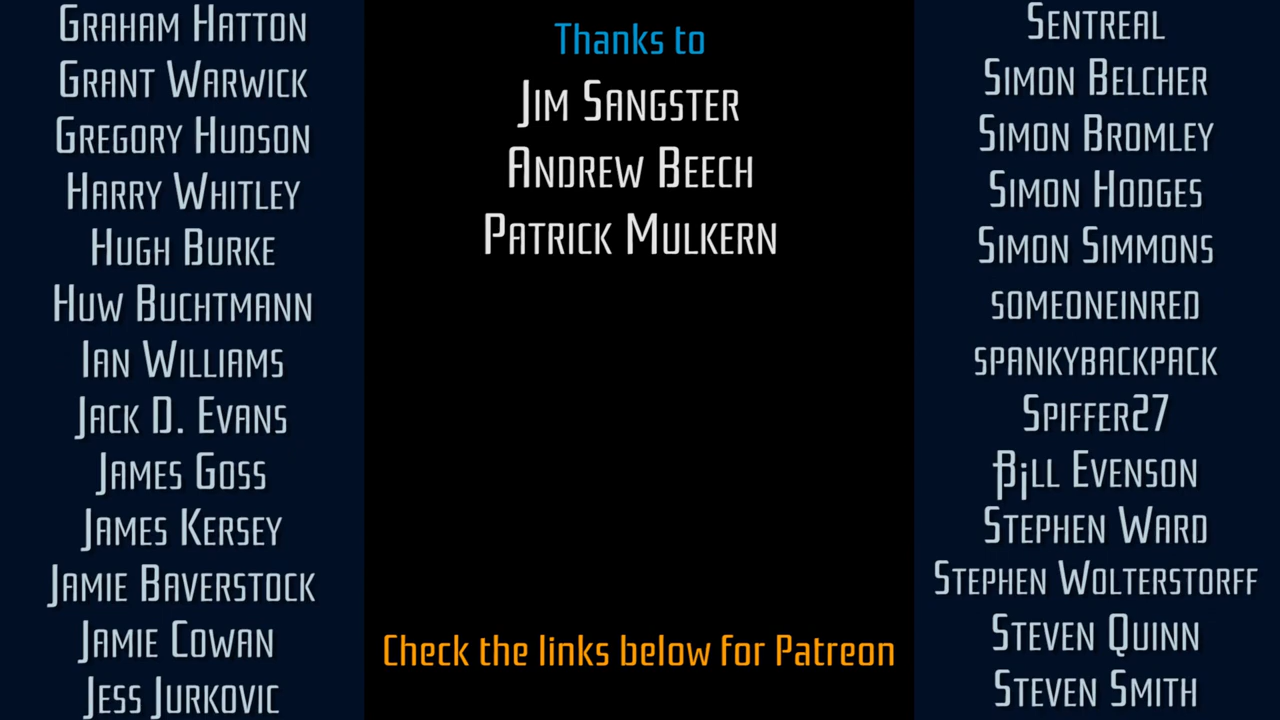 Graham Hatton
Grant Warwick
Gregory Hudson
Harry Whitley
Hugh Burke
Huw Buchtmann
Ian Williams
Jack D. Evans
James Goss
James Kersey
Jamie Baverstock
Jamie Cowan
Jess Jurkovic
Thanks to
Jim Sangster
Andrew Beech
Patrick Mulkern
Check the links below for Patreon
Sentreal
Simon Belcher
Simon Bromley
Simon Hodges
Simon Simmons
someoneinred
spankybackpack
Spiffer27
Bill Evenson
Stephen Ward
Stephen Wolterstorff
Steven Quinn
Steven Smith